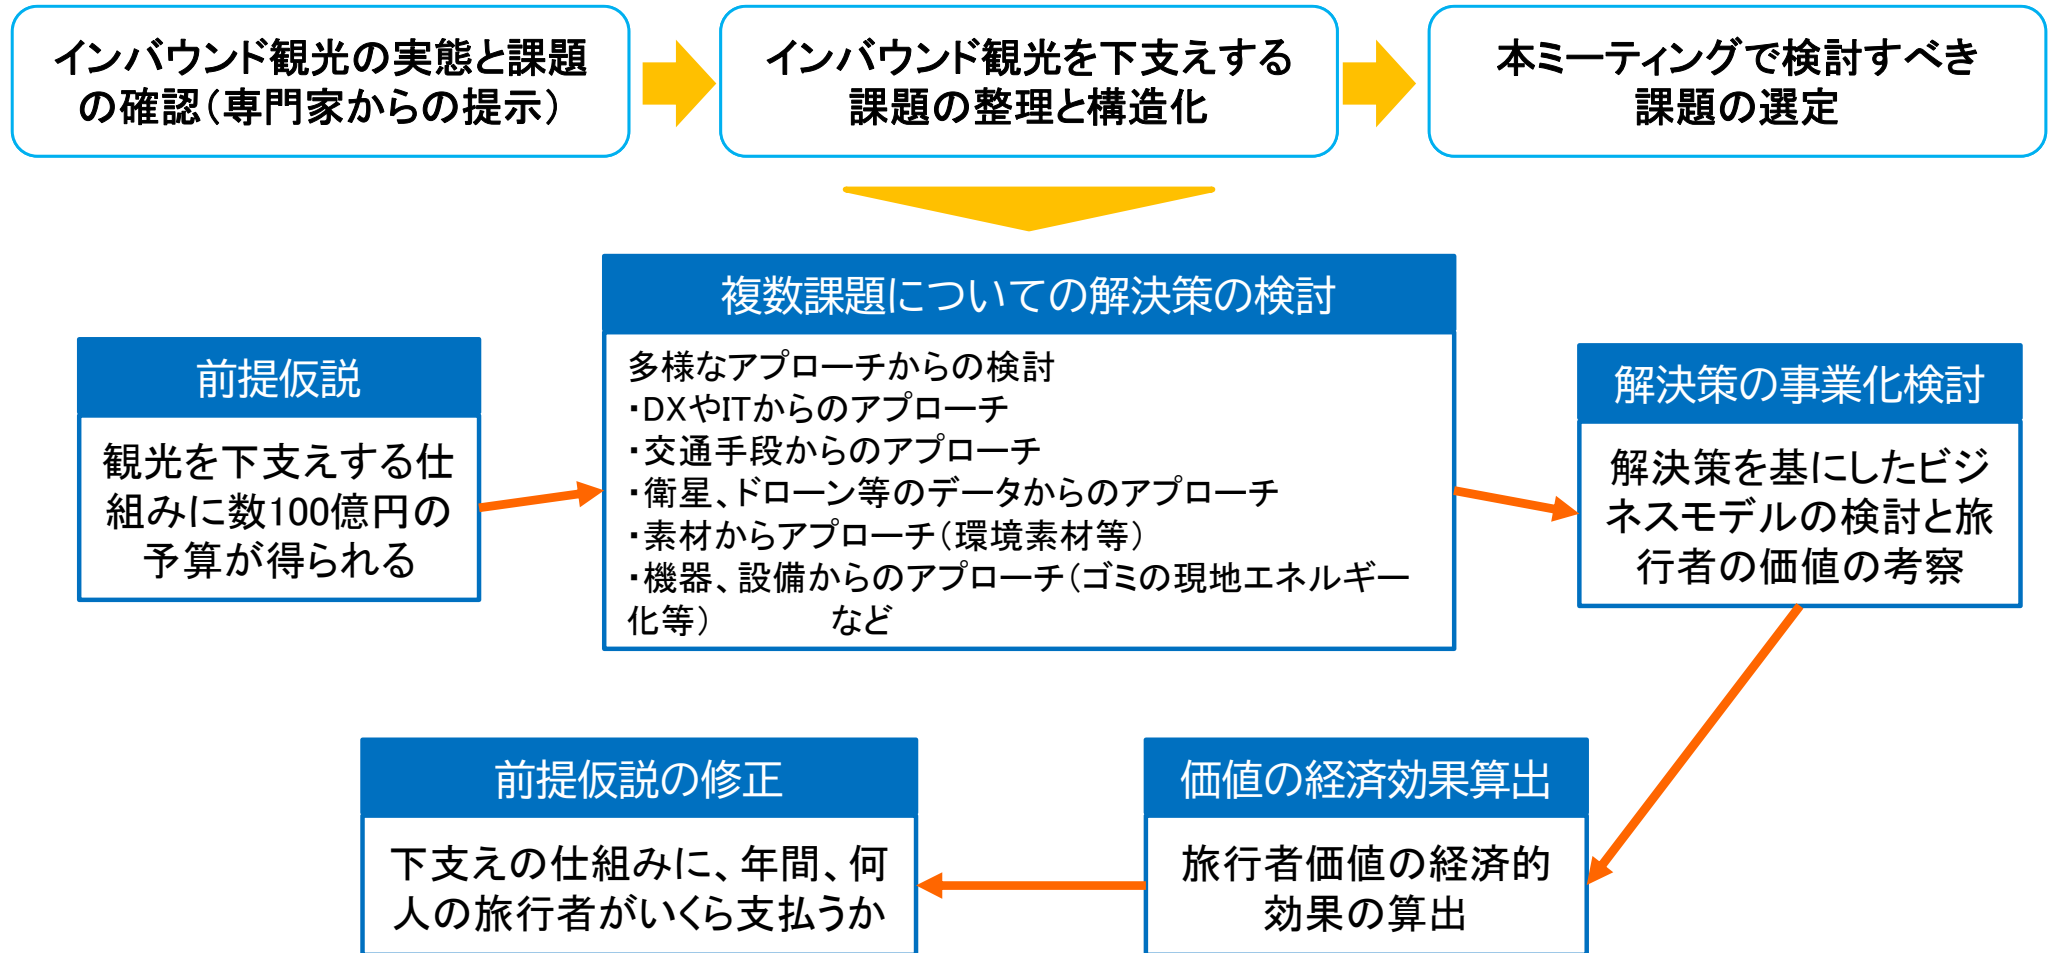 インバウンド観光の実態と課題
の確認（専門家からの提示）
インバウンド観光を下支えする
課題の整理と構造化
本ミーティングで検討すべき
課題の選定
前提仮説
観光を下支えする仕
組みに数100億円の
予算が得られる
複数課題についての解決策の検討
多様なアプローチからの検討
・DXやITからのアプローチ
・交通手段からのアプローチ
・衛星、ドローン等のデータからのアプローチ
・素材からアプローチ（環境素材等）
・機器、設備からのアプローチ（ゴミの現地エネルギー
化等）　　　など
解決策の事業化検討
解決策を基にしたビジ
ネスモデルの検討と旅
行者の価値の考察
前提仮説の修正
下支えの仕組みに、年間、何
人の旅行者がいくら支払うか
価値の経済効果算出
旅行者価値の経済的
効果の算出